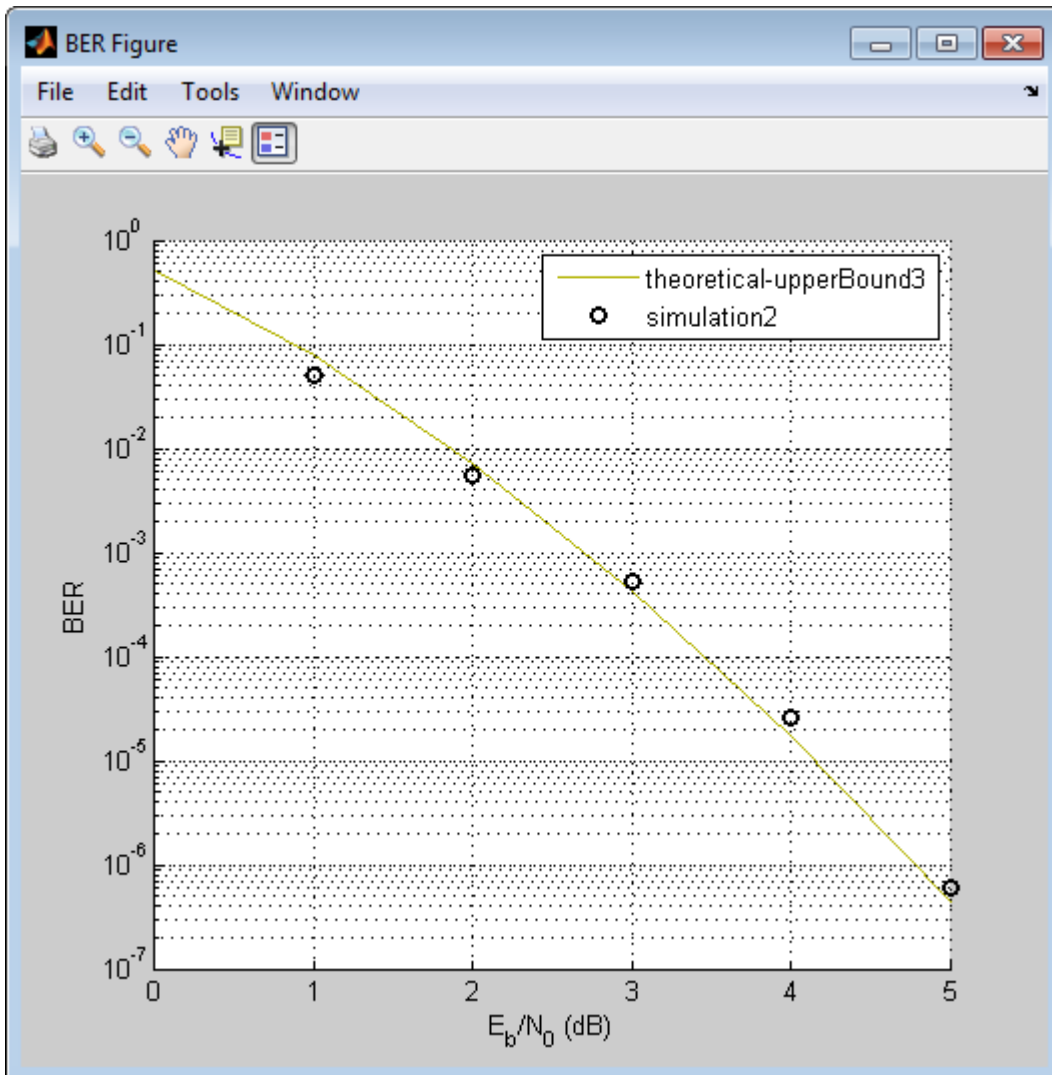 BER Figure
File Edit Tools Window
theoretical-upperBound3
simulation2
10^0
10^-1
10^-2
10^-3
10^-4
10^-5
10^-6
10^-7
BER
0 1 2 3 4 5
E_b/N_0 (dB)